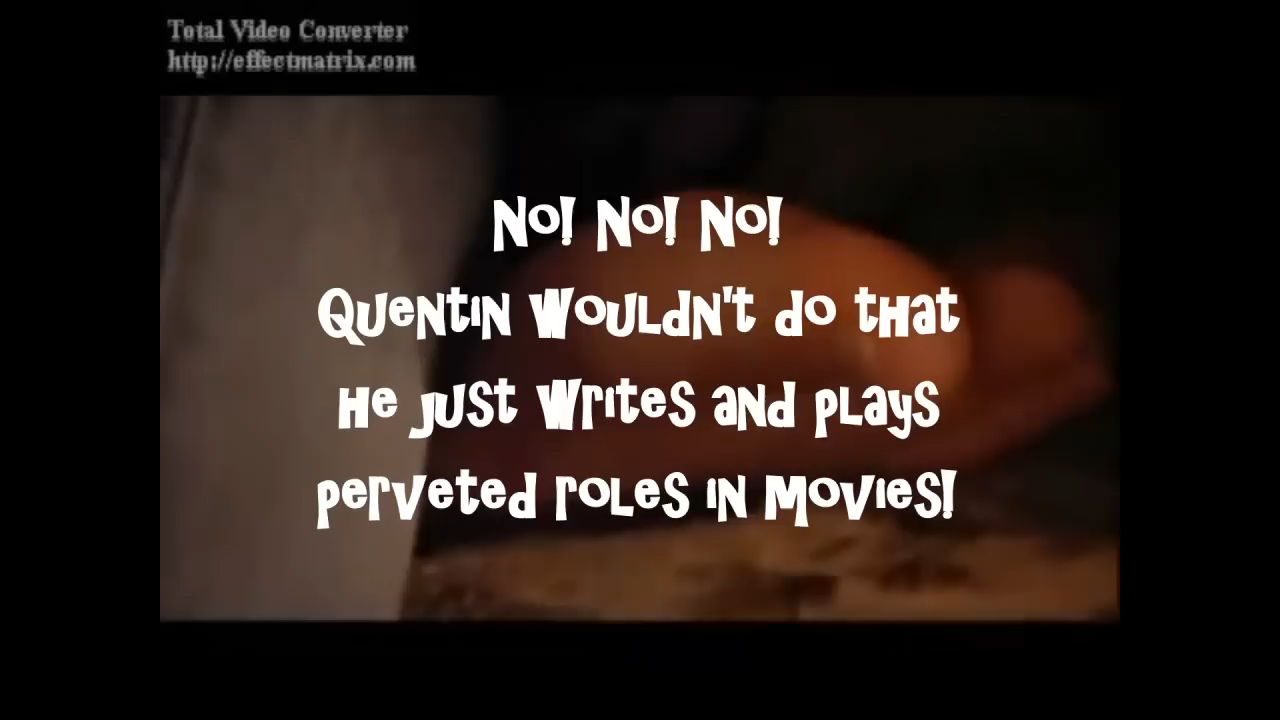 Total Video Converter
http://effectmatrix.com
No! No! No!
Quentin wouldn't do that
He just writes and plays
perveted roles in movies!